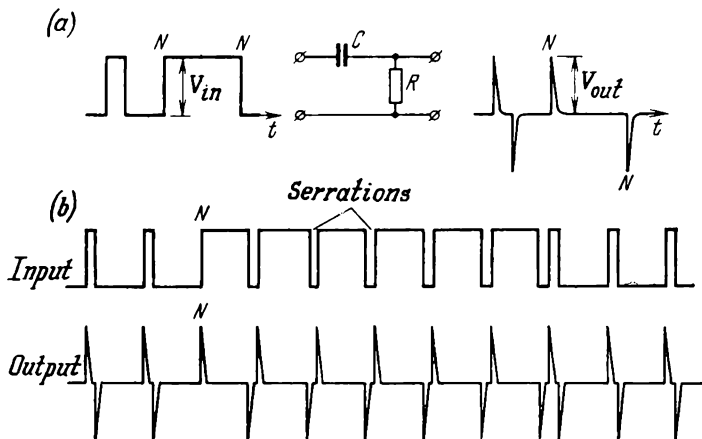 (a)
N N C N
V_in R V_out
t t
N
(b)
Serrations
N
Input
N
Output